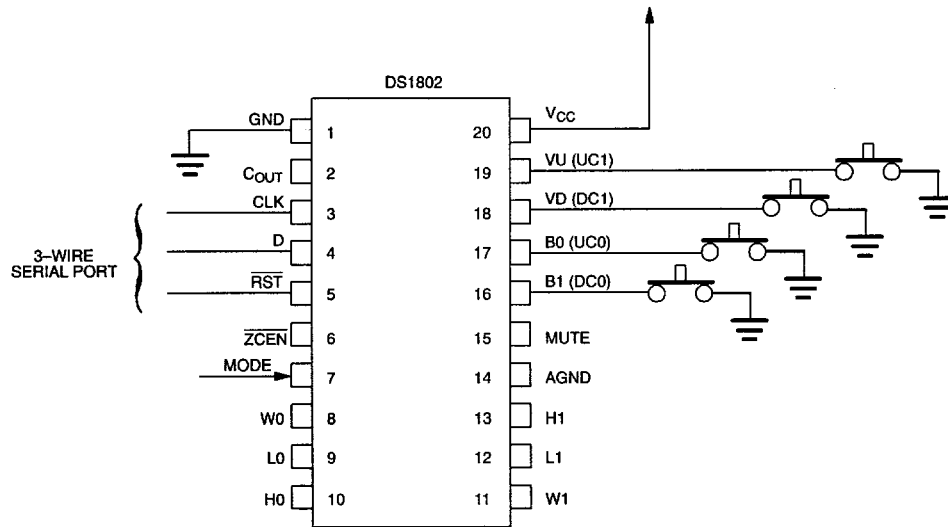 DS1802
GND 1
COUT 2
CLK 3
D 4
RST 5
ZCEN 6
MODE 7
W0 8
L0 9
H0 10
3–WIRE
SERIAL PORT
20 VCC
19 VU (UC1)
18 VD (DC1)
17 B0 (UC0)
16 B1 (DC0)
15 MUTE
14 AGND
13 H1
12 L1
11 W1